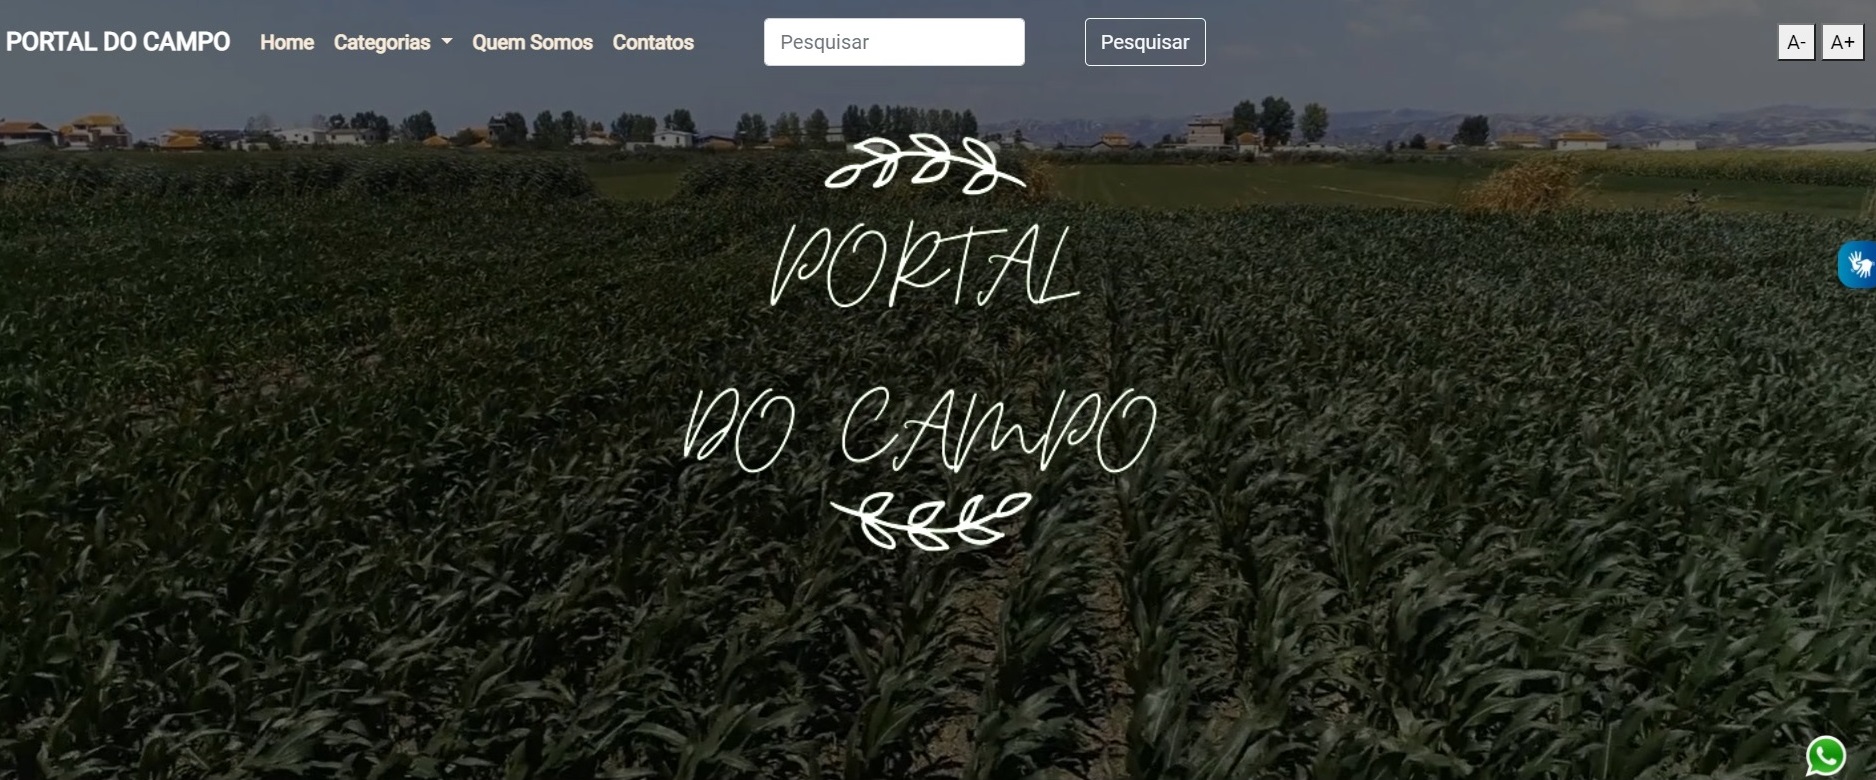 PORTAL DO CAMPO Home Categorias Quem Somos Contatos Pesquisar Pesquisar A- A+
PORTAL
DO CAMPO